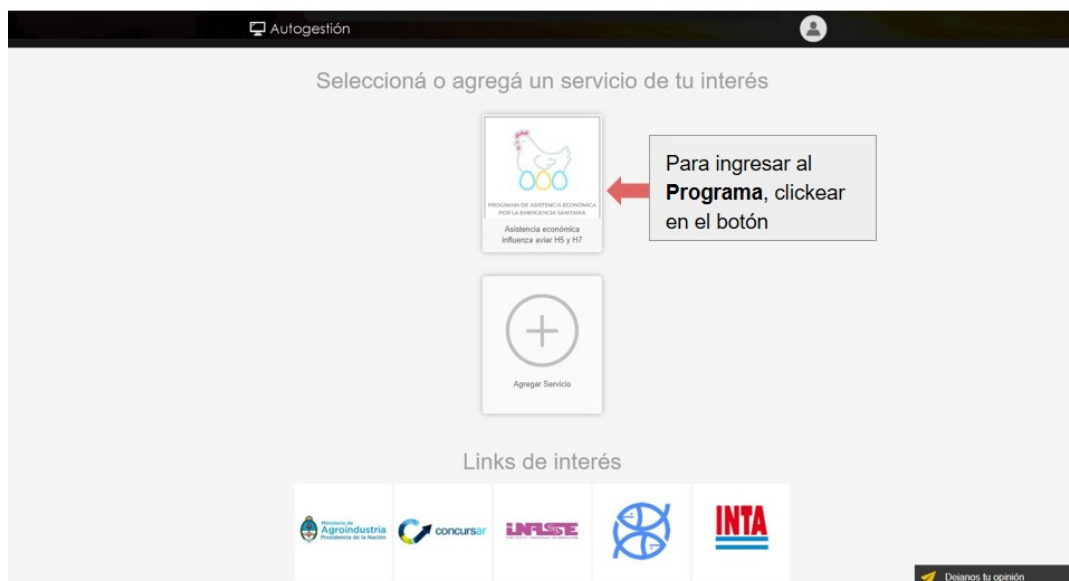 Autogestión
Seleccioná o agregá un servicio de tu interés
PROGRAMA DE ASISTENCIA ECONÓMICA
POR LA EMERGENCIA SANITARIA
Asistencia económica
influenza aviar H5 y H7
Para ingresar al
Programa, clickear
en el botón
Agregar Servicio
Links de interés
Ministerio de
Agroindustria
Presidencia de la Nación
concursar
INASE
INTA
Dejanos tu opinión